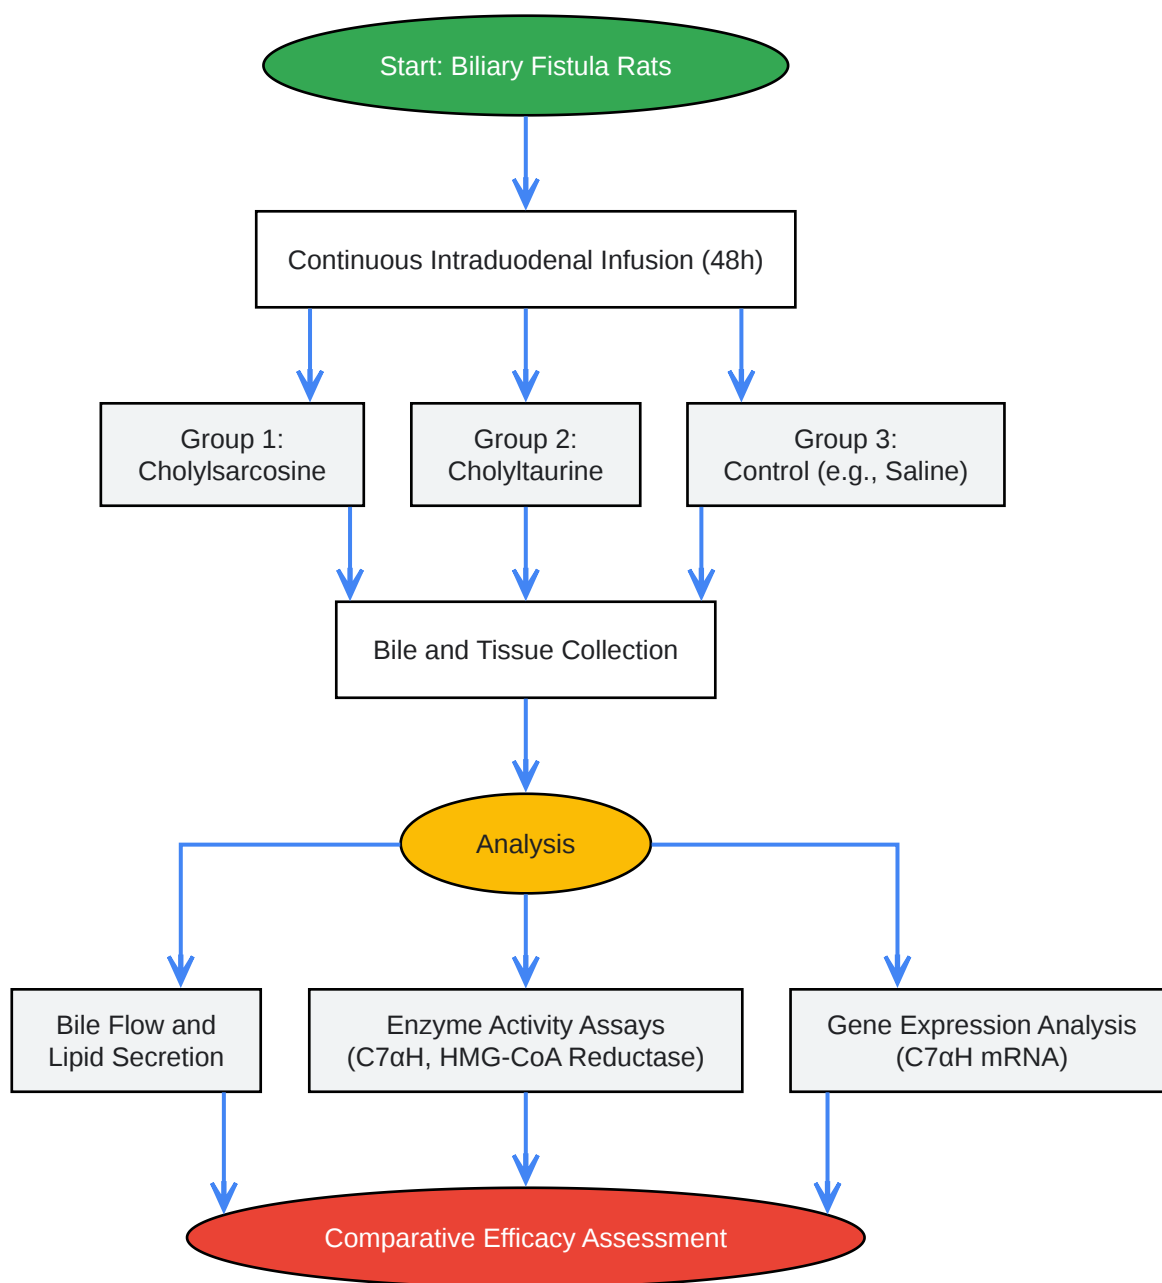 Start: Biliary Fistula Rats
Continuous Intraduodenal Infusion (48h)
Group 1:
Cholylsarcosine
Group 2:
Cholyltaurine
Group 3:
Control (e.g., Saline)
Bile and Tissue Collection
Analysis
Bile Flow and
Lipid Secretion
Enzyme Activity Assays
(C7αH, HMG-CoA Reductase)
Gene Expression Analysis
(C7αH mRNA)
Comparative Efficacy Assessment